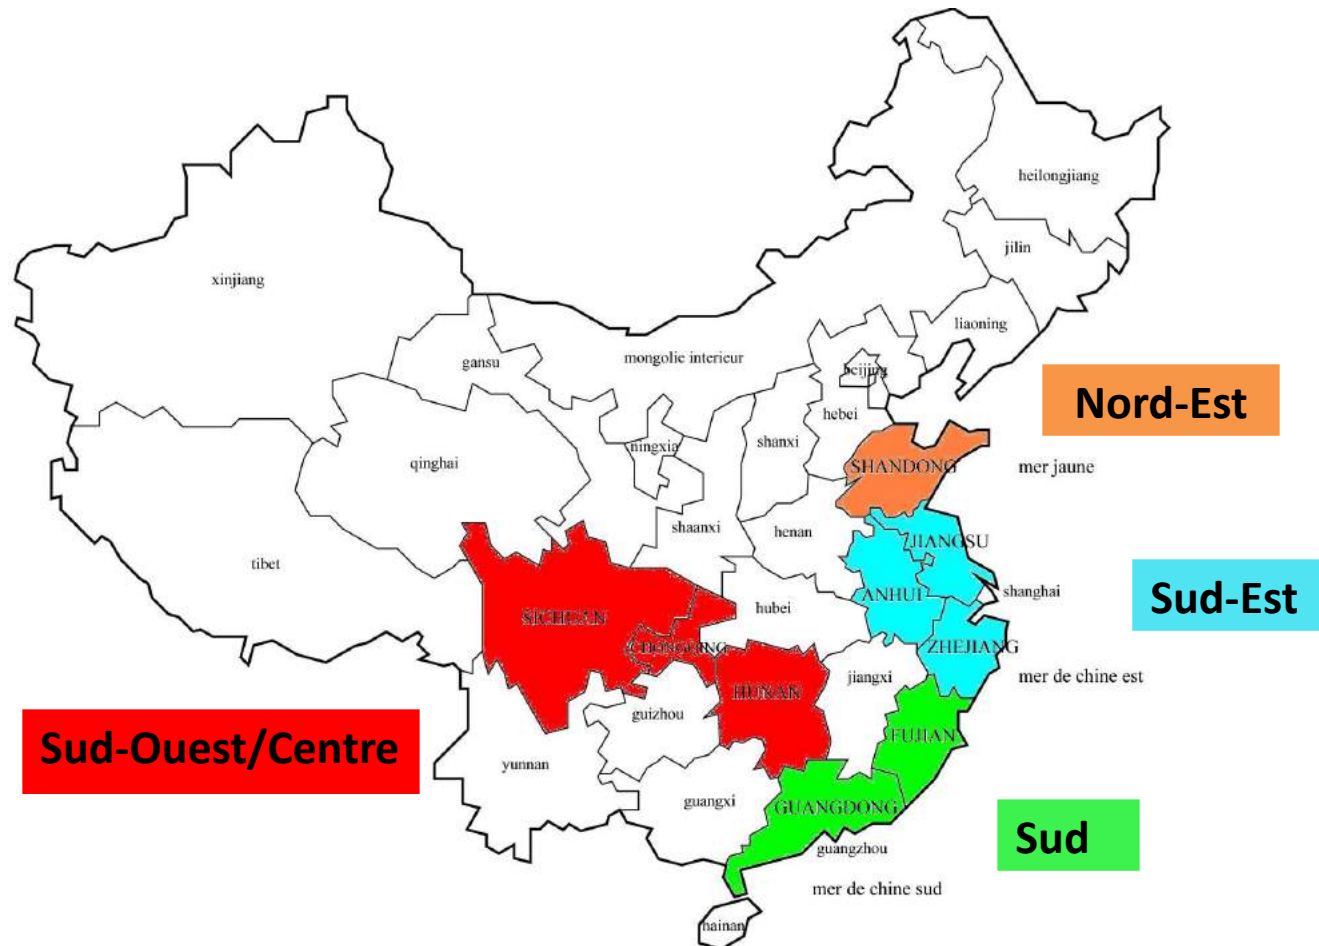 heilongjiang
jilin
xinjiang
liaoning
mongolie interieur
gansu
beijing
Nord-Est
hebei
shanxi
ningxia
qinghai
SHANDONG
mer jaune
shaanxi
henan
JIANGSU
tibet
shanghai
ANHUI
Sud-Est
hubei
SICHUAN
ZHEJIANG
mer de chine est
jiangxi
HUNAN
guizhou
FUJIAN
Sud-Ouest/Centre
yunnan
guangxi
GUANGDONG
Sud
guangzhou
mer de chine sud
hainan